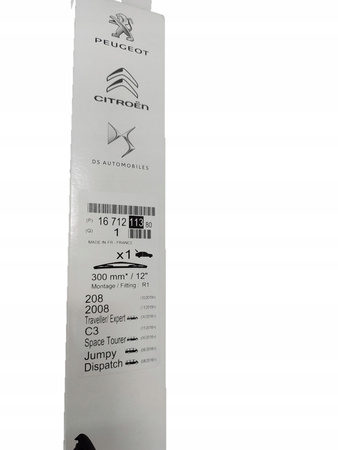 PEUGEOT
CITROËN
DS AUTOMOBILES
(P) 16 712 113 80
(Q) 1
MADE IN FR - FRANCE
x1
300 mm* / 12"
Montage / Fitting : R1
208
2008
Traveller/ Expert
C3
Space Tourer
Jumpy
Dispatch